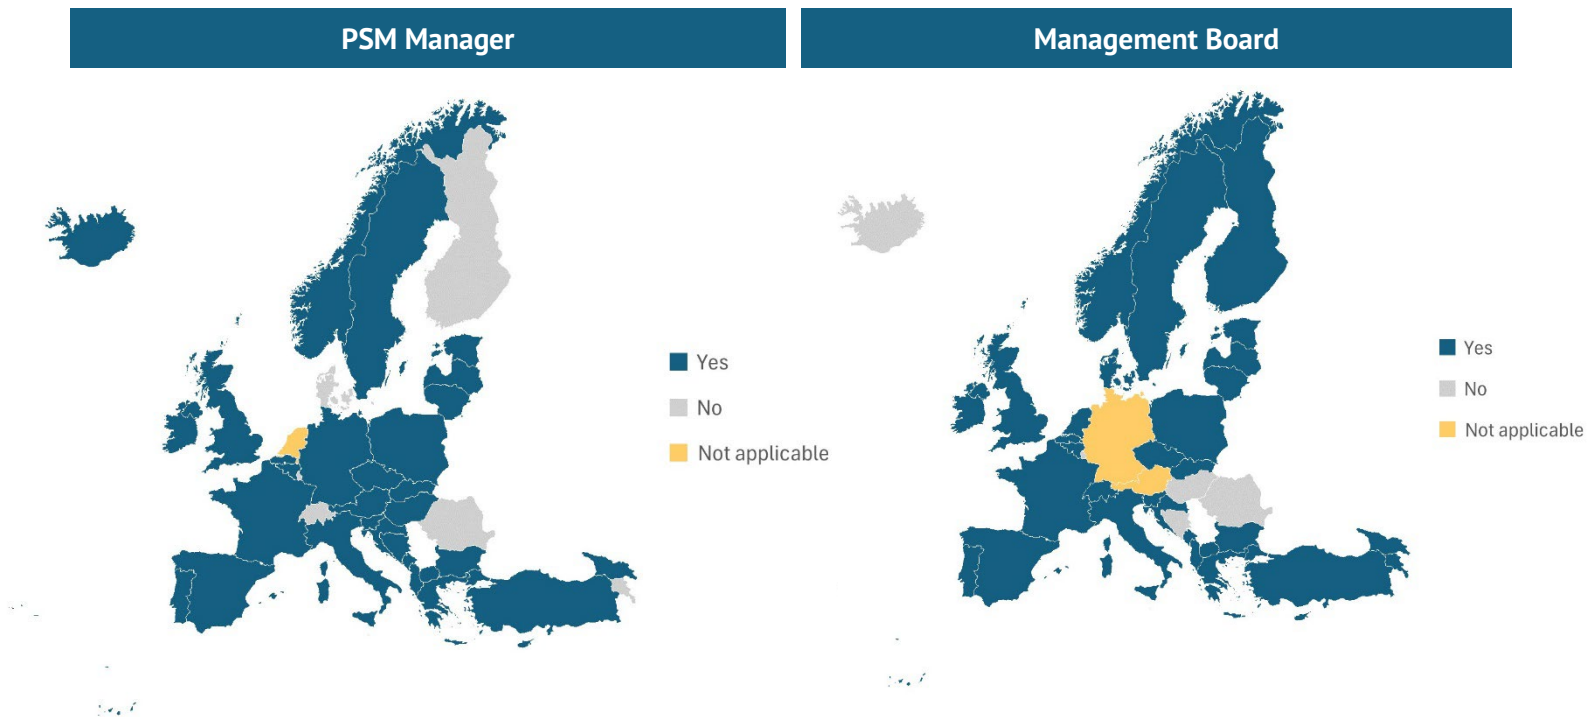 PSM Manager
Management Board
Yes
No
Not applicable
Yes
No
Not applicable